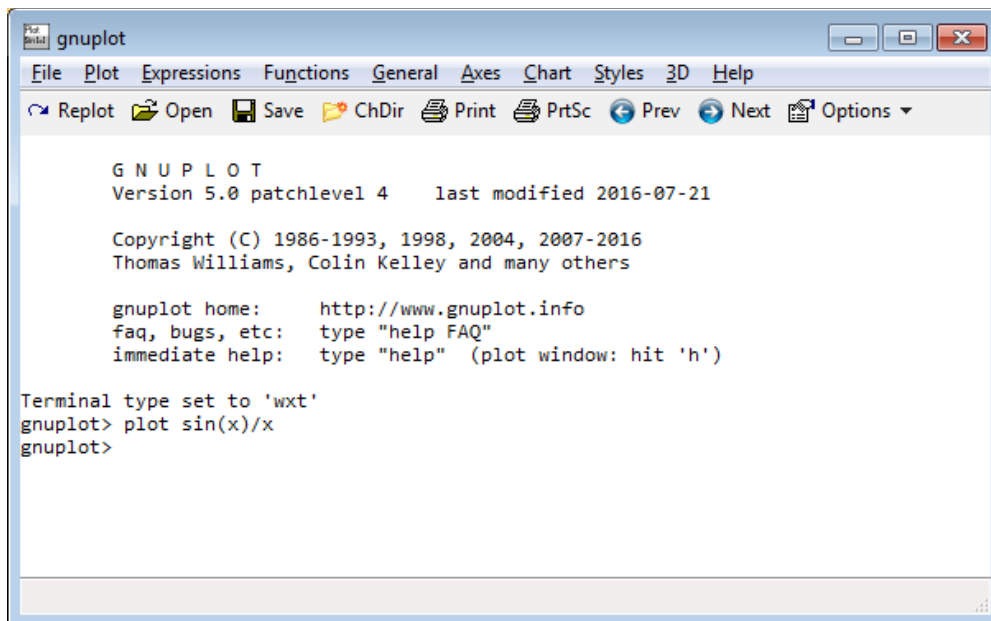 gnuplot
File Plot Expressions Functions General Axes Chart Styles 3D Help
Replot Open Save ChDir Print PrtSc Prev Next Options
G N U P L O T
Version 5.0 patchlevel 4    last modified 2016-07-21
Copyright (C) 1986-1993, 1998, 2004, 2007-2016
Thomas Williams, Colin Kelley and many others
gnuplot home:     http://www.gnuplot.info
faq, bugs, etc:   type "help FAQ"
immediate help:   type "help"  (plot window: hit 'h')
Terminal type set to 'wxt'
gnuplot> plot sin(x)/x
gnuplot>